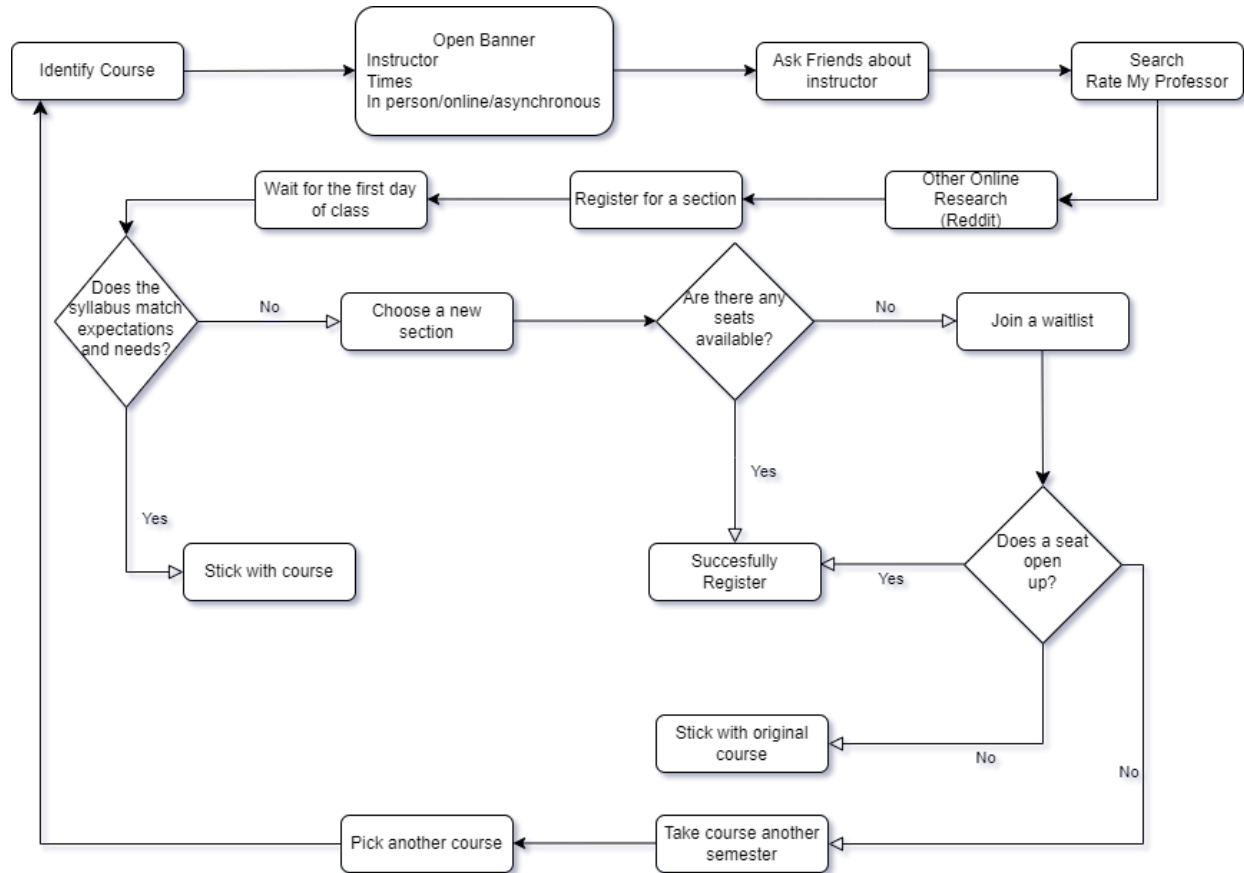 Identify Course
Open Banner
Instructor
Times
In person/online/asynchronous
Ask Friends about
instructor
Search
Rate My Professor
Other Online
Research
(Reddit)
Register for a section
Wait for the first day
of class
Does the
syllabus match
expectations
and needs?
No
Choose a new
section
Are there any
seats
available?
No
Join a waitlist
Yes
Stick with course
Yes
Succesfully
Register
Yes
Does a seat
open
up?
No
Stick with original
course
No
Take course another
semester
Pick another course